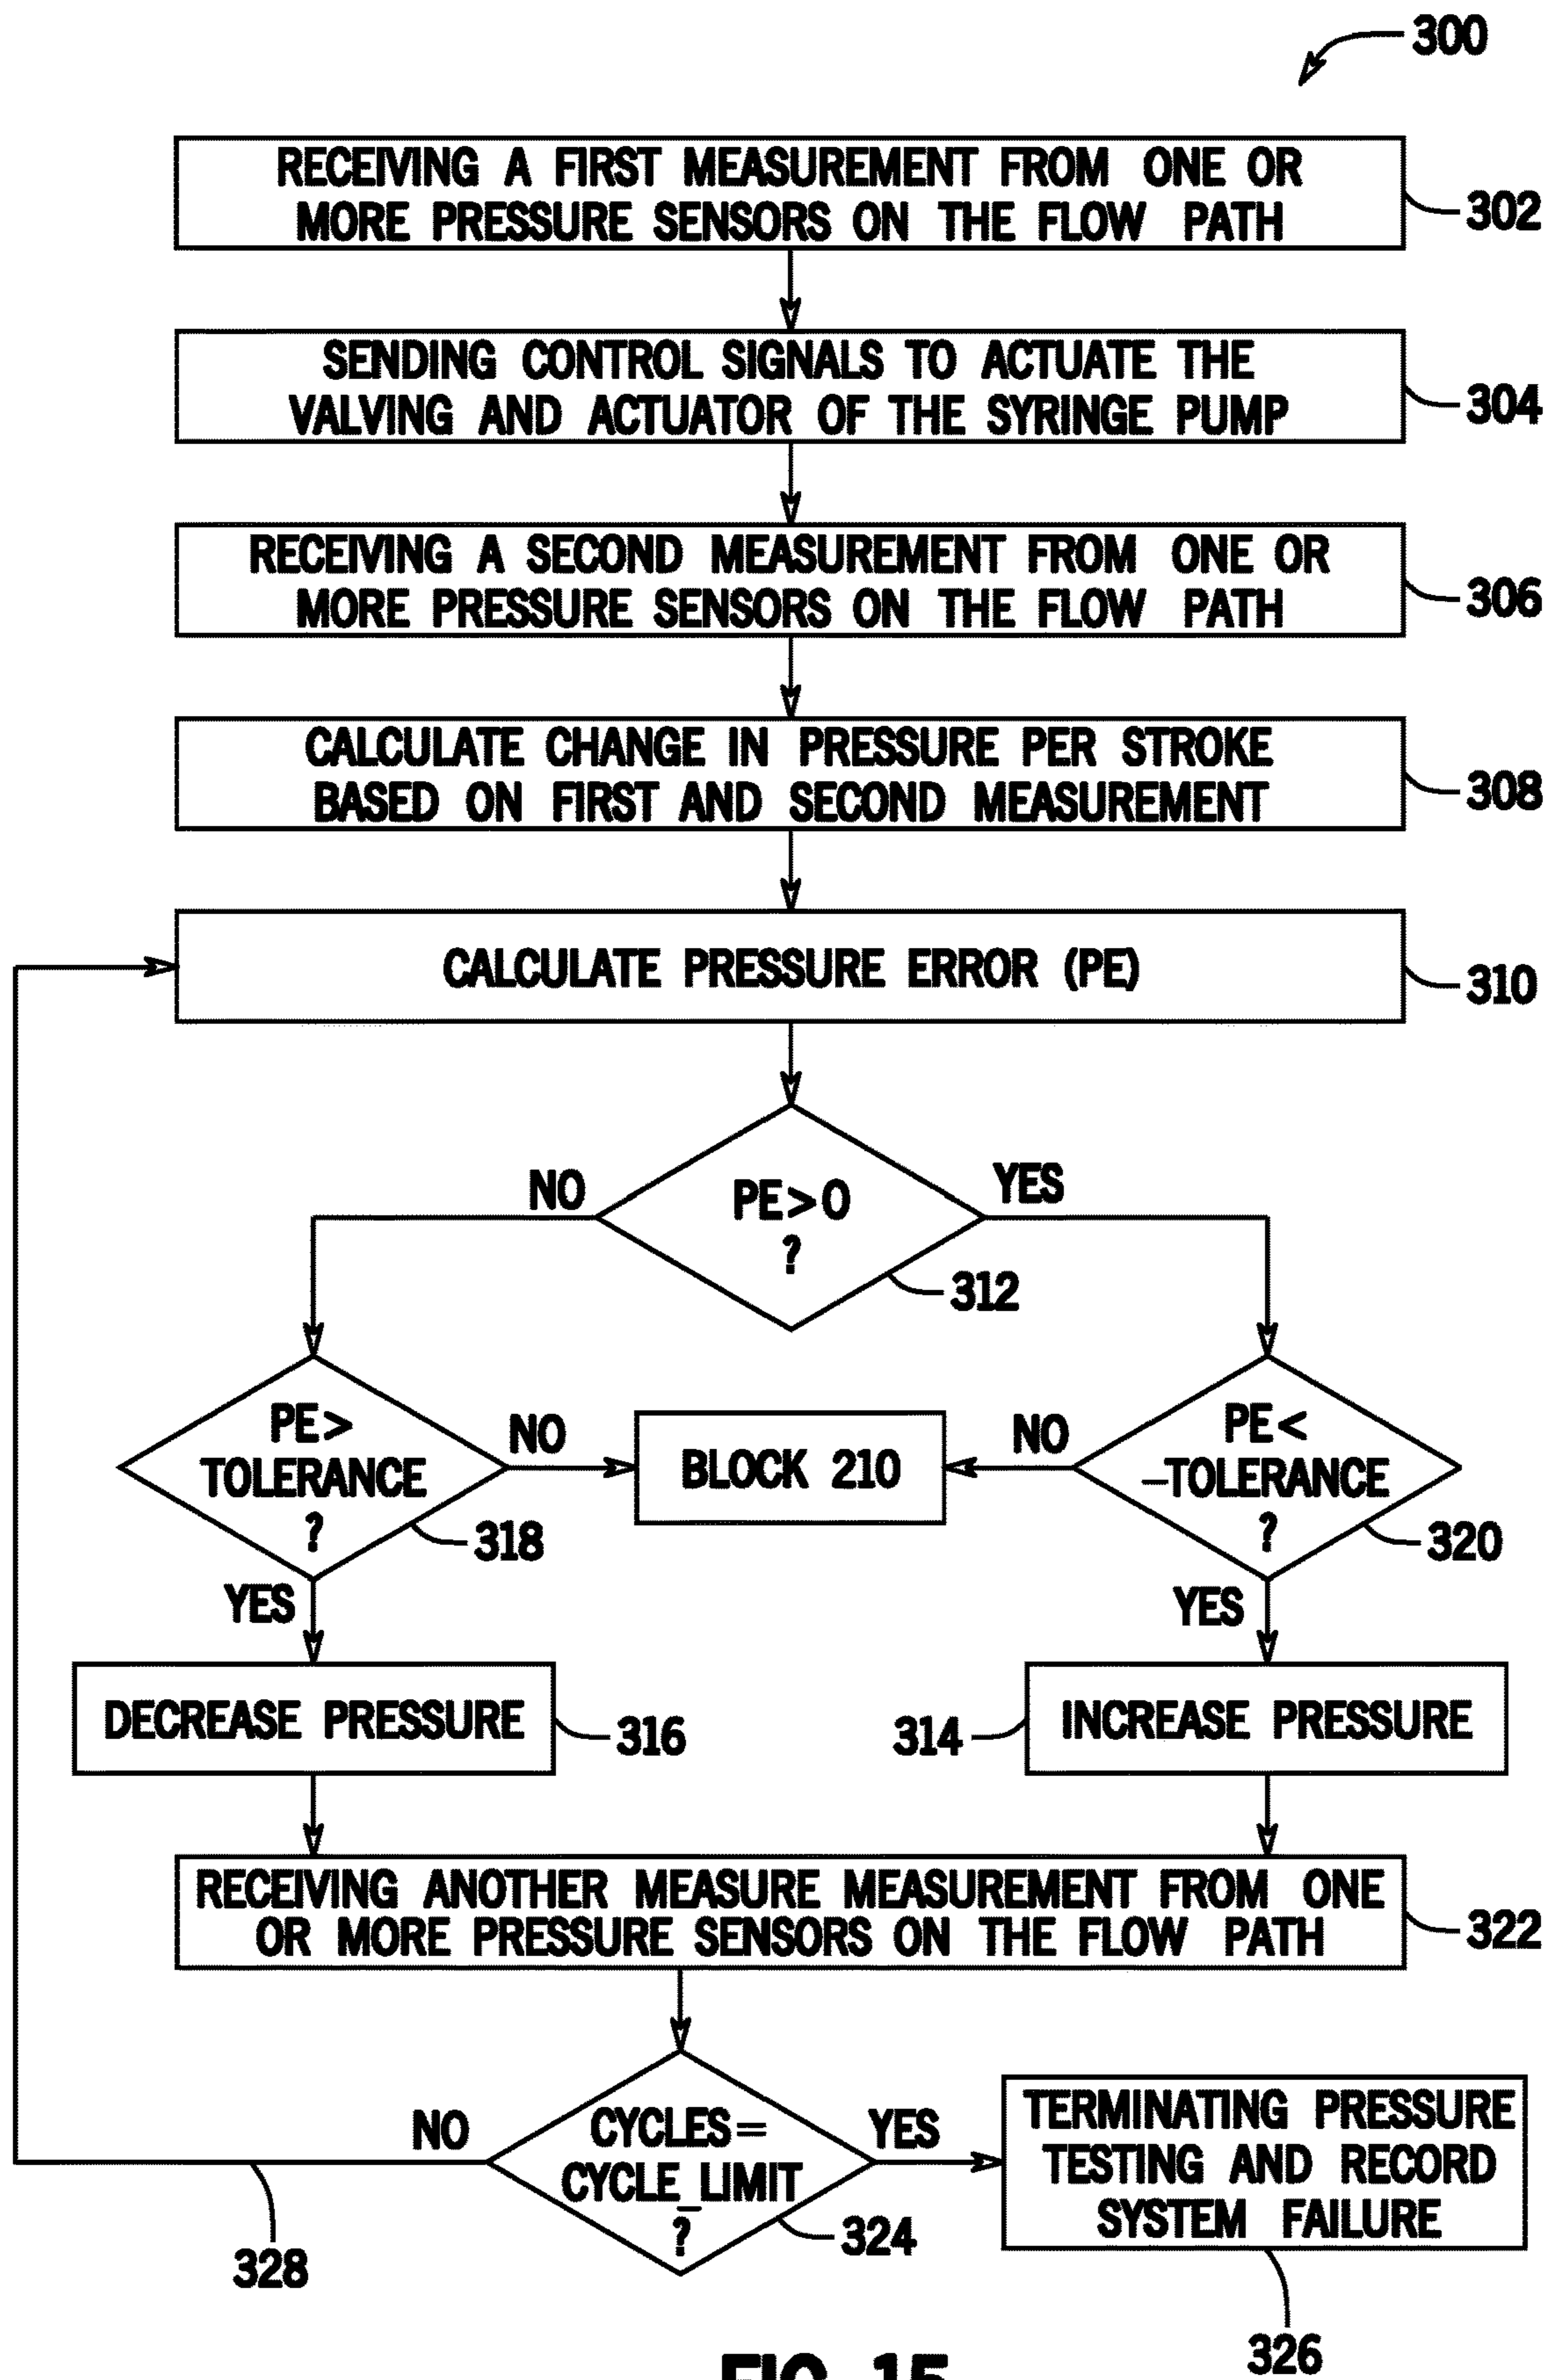 300
RECEIVING A FIRST MEASUREMENT FROM ONE OR
MORE PRESSURE SENSORS ON THE FLOW PATH
302
SENDING CONTROL SIGNALS TO ACTUATE THE
VALVING AND ACTUATOR OF THE SYRINGE PUMP
304
RECEIVING A SECOND MEASUREMENT FROM ONE OR
MORE PRESSURE SENSORS ON THE FLOW PATH
306
CALCULATE CHANGE IN PRESSURE PER STROKE
BASED ON FIRST AND SECOND MEASUREMENT
308
CALCULATE PRESSURE ERROR (PE)
310
NO
PE>0
?
YES
312
PE>
TOLERANCE
?
318
NO
BLOCK 210
NO
PE<
–TOLERANCE
?
320
YES
YES
DECREASE PRESSURE
316
314
INCREASE PRESSURE
RECEIVING ANOTHER MEASURE MEASUREMENT FROM ONE
OR MORE PRESSURE SENSORS ON THE FLOW PATH
322
NO
CYCLES=
CYCLE_LIMIT
?
YES
324
328
TERMINATING PRESSURE
TESTING AND RECORD
SYSTEM FAILURE
326
FIG. 15